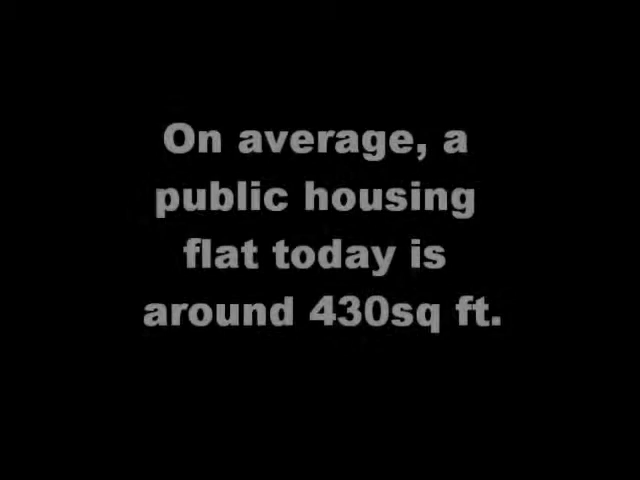 On average, a
public housing
flat today is
around 430sq ft.